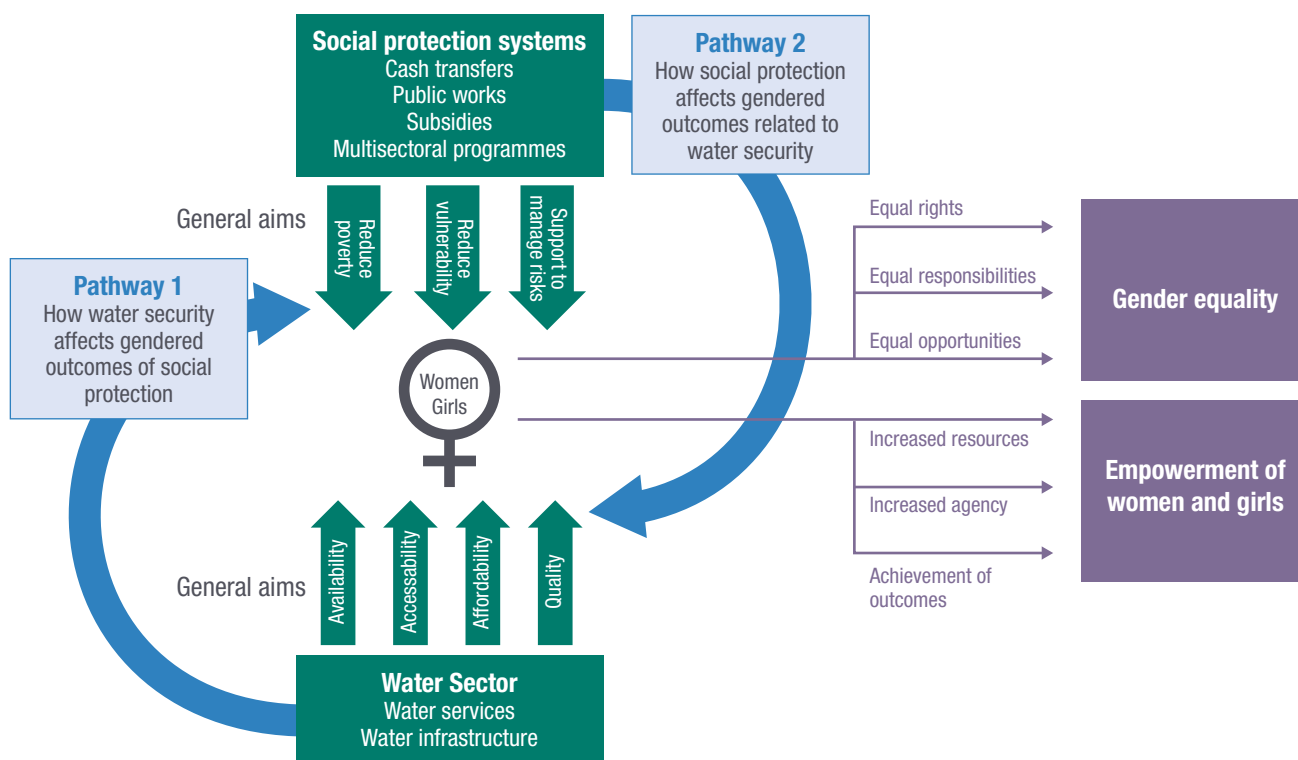 Social protection systems
Cash transfers
Public works
Subsidies
Multisectoral programmes
Pathway 2
How social protection
affects gendered
outcomes related to
water security
General aims
Reduce
poverty
Reduce
vulnerability
Support to
manage risks
Pathway 1
How water security
affects gendered
outcomes of social
protection
Women
Girls
Equal rights
Equal responsibilities
Equal opportunities
Gender equality
Increased resources
Increased agency
Achievement of
outcomes
Empowerment of
women and girls
General aims
Availability
Accessability
Affordability
Quality
Water Sector
Water services
Water infrastructure